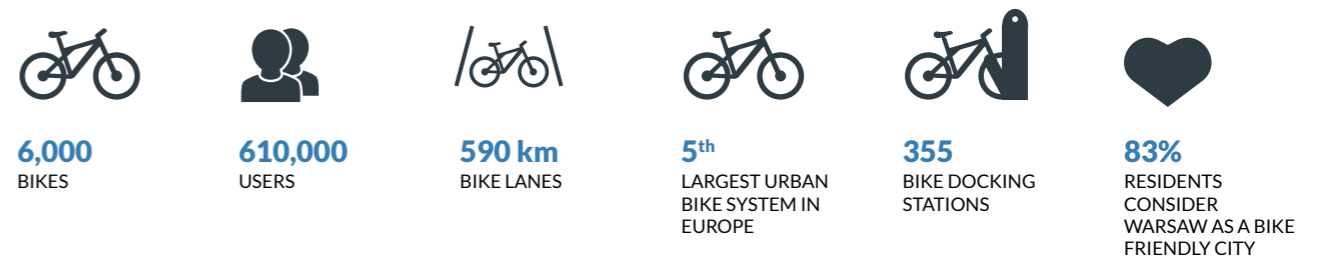 6,000
BIKES
610,000
USERS
590 km
BIKE LANES
5th
LARGEST URBAN
BIKE SYSTEM IN
EUROPE
355
BIKE DOCKING
STATIONS
83%
RESIDENTS
CONSIDER
WARSAW AS A BIKE
FRIENDLY CITY